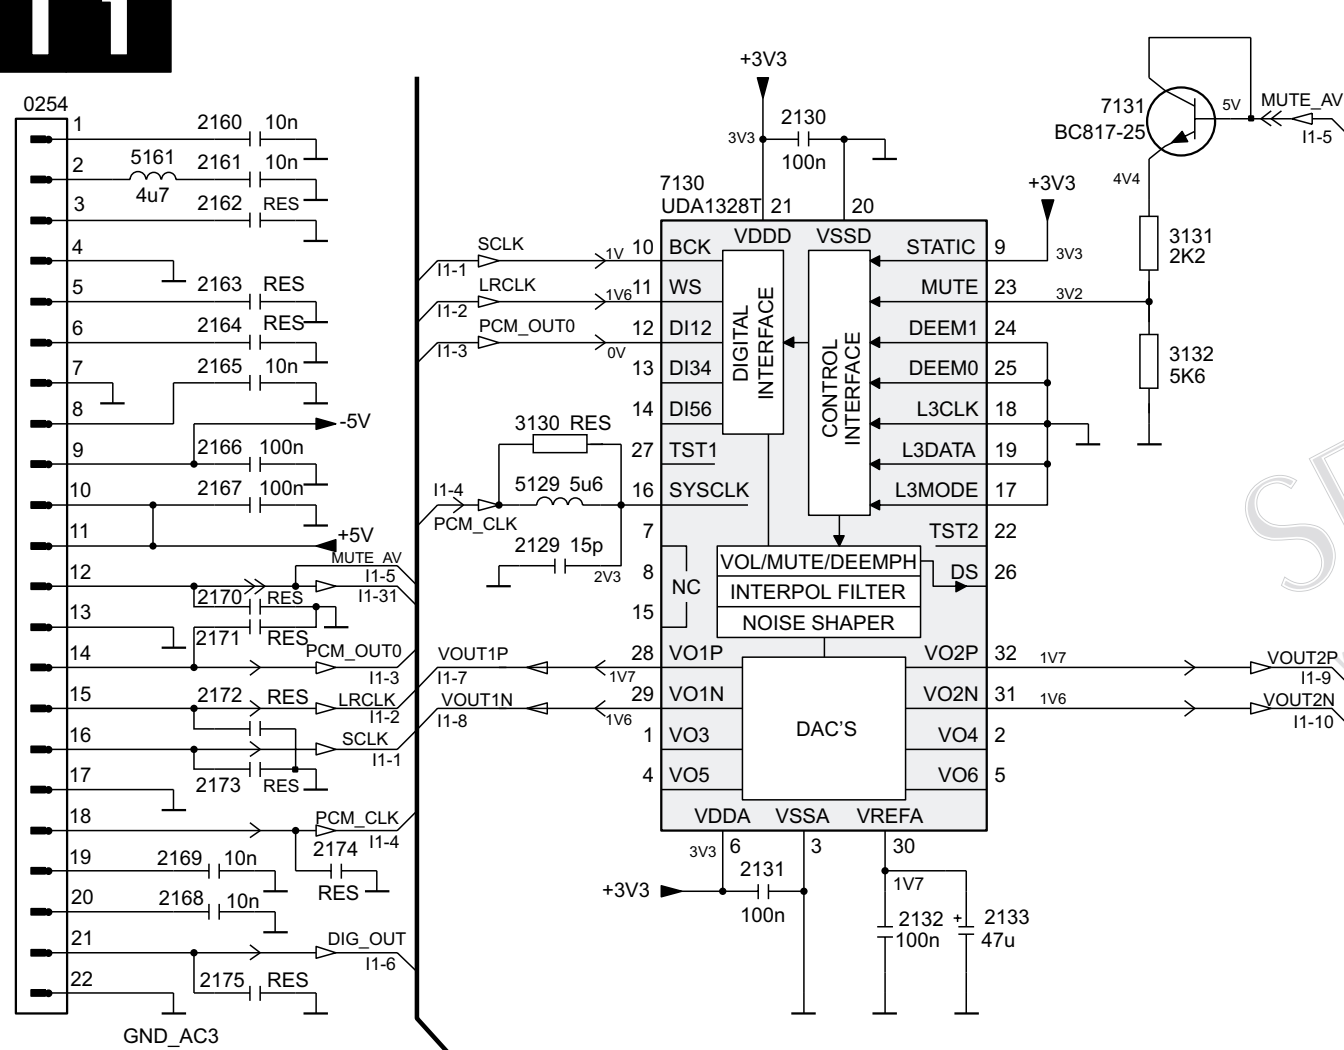 11
0254
1 2160 10n
2 5161 4u7 2161 10n
3 2162 RES
4
5 2163 RES
6 2164 RES
7 2165 10n
8 -5V
9 2166 100n
10 2167 100n
11 +5V
MUTE_AV
12 I1-5
I1-31
2170 RES
13
2171 RES
PCM_OUT0
14 I1-3
15 2172 RES LRCLK
I1-2
16 SCLK
I1-1
2173 RES
17
18 PCM_CLK
I1-4
2174
RES
19 2169 10n
20 2168 10n
21 DIG_OUT
I1-6
2175 RES
22
GND_AC3
SCLK
I1-1
1V
LRCLK
I1-2
1V6
PCM_OUT0
I1-3
0V
3130 RES
I1-4
PCM_CLK
5129 5u6
2129 15p
2V3
VOUT1P
I1-7
1V7
VOUT1N
I1-8
1V6
+3V3
3V3
2130
100n
7130
UDA1328T
21 20
VDDD VSSD
10 BCK
11 WS
12 DI12
13 DI34
14 DI56
27 TST1
16 SYSCLK
7
8 NC
15
28 VO1P
29 VO1N
1 VO3
4 VO5
DIGITAL
INTERFACE
CONTROL
INTERFACE
STATIC 9
MUTE 23
DEEM1 24
DEEM0 25
L3CLK 18
L3DATA 19
L3MODE 17
TST2 22
DS 26
VO2P 32
VO2N 31
VO4 2
VO6 5
VOL/MUTE/DEEMPH
INTERPOL FILTER
NOISE SHAPER
DAC'S
VDDA VSSA VREFA
3V3 6 3 30
+3V3
2131
100n
1V7
2132
100n
+ 2133
47u
+3V3
3V3
3V2
7131
BC817-25
5V
MUTE_AV
I1-5
4V4
3131
2K2
3132
5K6
1V7
VOUT2P
I1-9
1V6
VOUT2N
I1-10